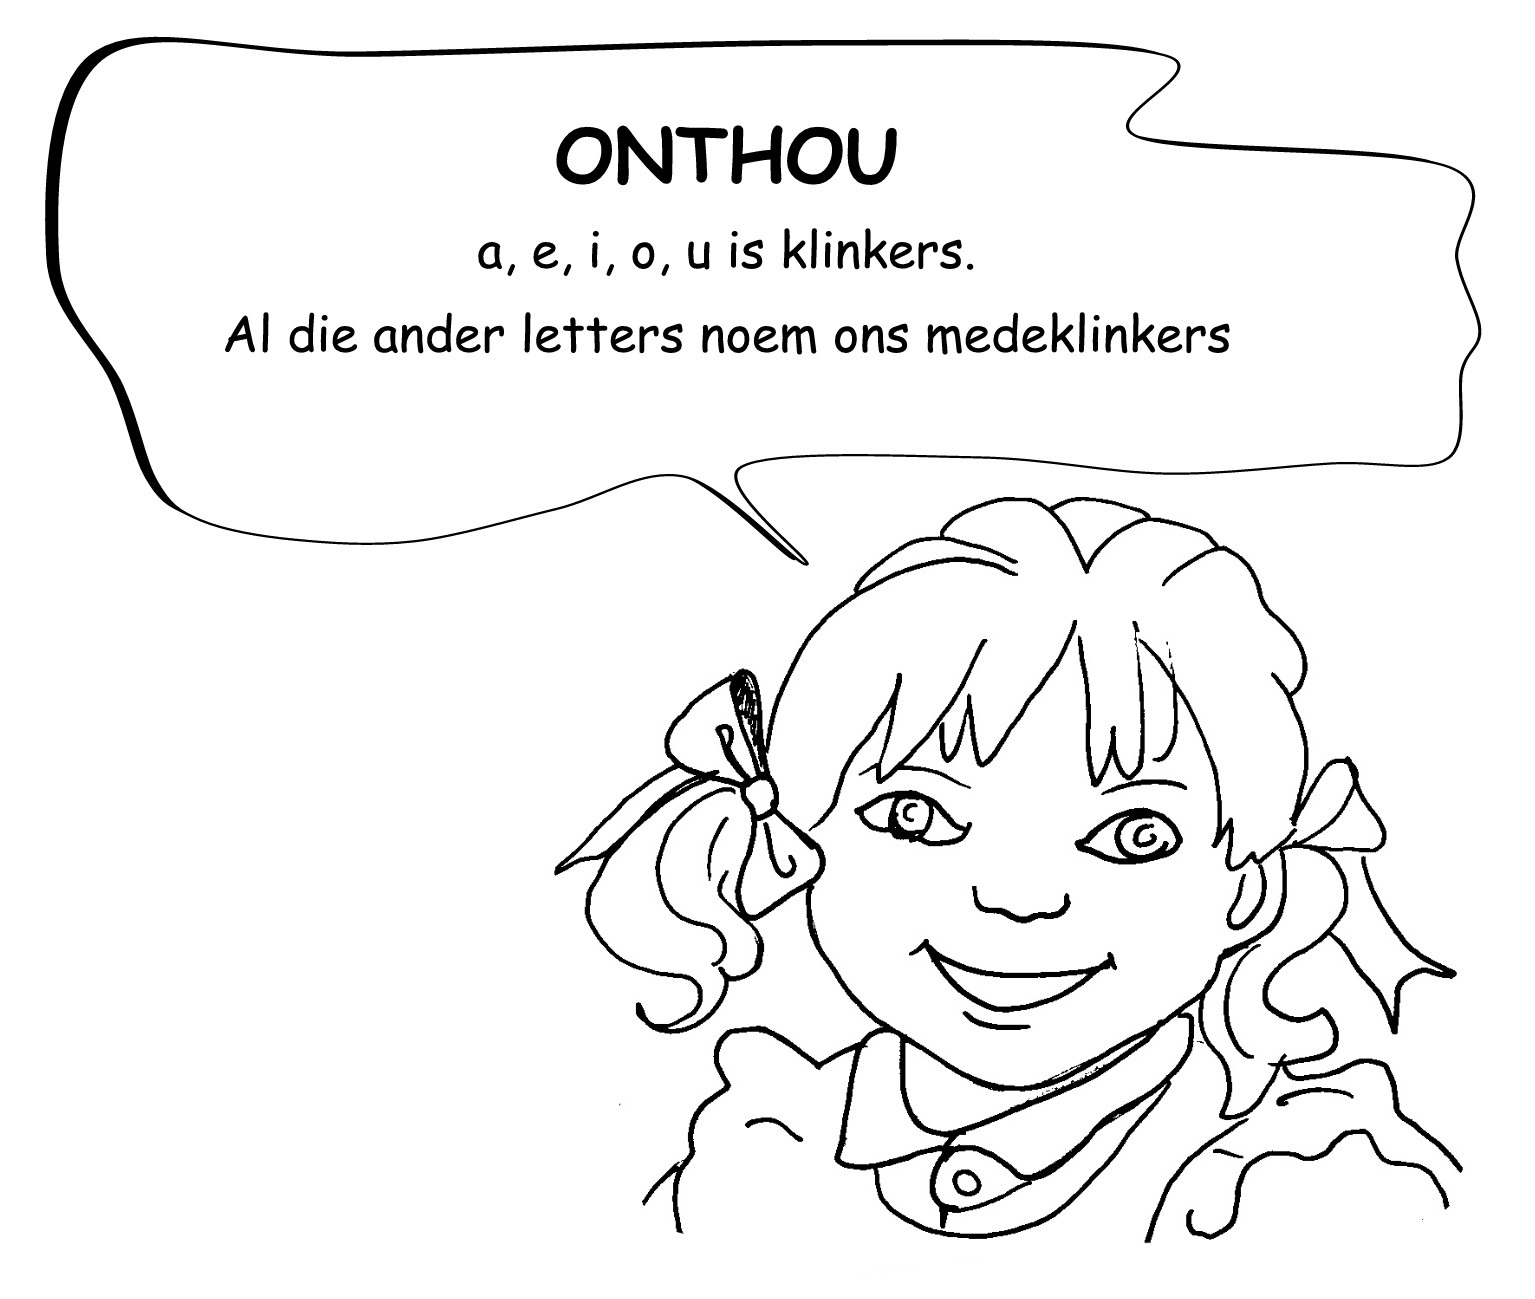 ONTHOU
a, e, i, o, u is klinkers.
Al die ander letters noem ons medeklinkers